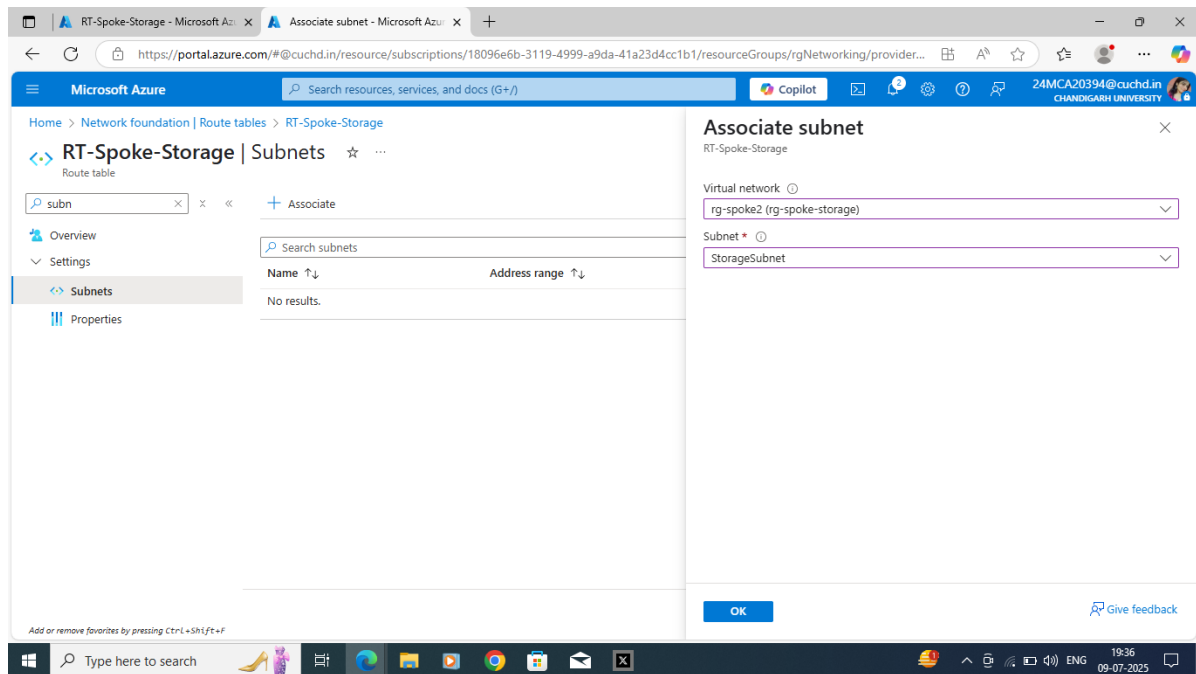 RT-Spoke-Storage - Microsoft Azu
Associate subnet - Microsoft Azur
https://portal.azure.com/#@cuchd.in/resource/subscriptions/18096e6b-3119-4999-a9da-41a23d4cc1b1/resourceGroups/rgNetworking/provider...
Microsoft Azure
Search resources, services, and docs (G+/)
Copilot
2
24MCA20394@cuchd.in
CHANDIGARH UNIVERSITY
Home > Network foundation | Route tables > RT-Spoke-Storage
RT-Spoke-Storage | Subnets
Route table
subn
Overview
Settings
Subnets
Properties
Associate
Search subnets
Name
Address range
No results.
Add or remove favorites by pressing Ctrl+Shift+F
Associate subnet
RT-Spoke-Storage
Virtual network
rg-spoke2 (rg-spoke-storage)
Subnet *
StorageSubnet
OK
Give feedback
Type here to search
ENG
19:36
09-07-2025